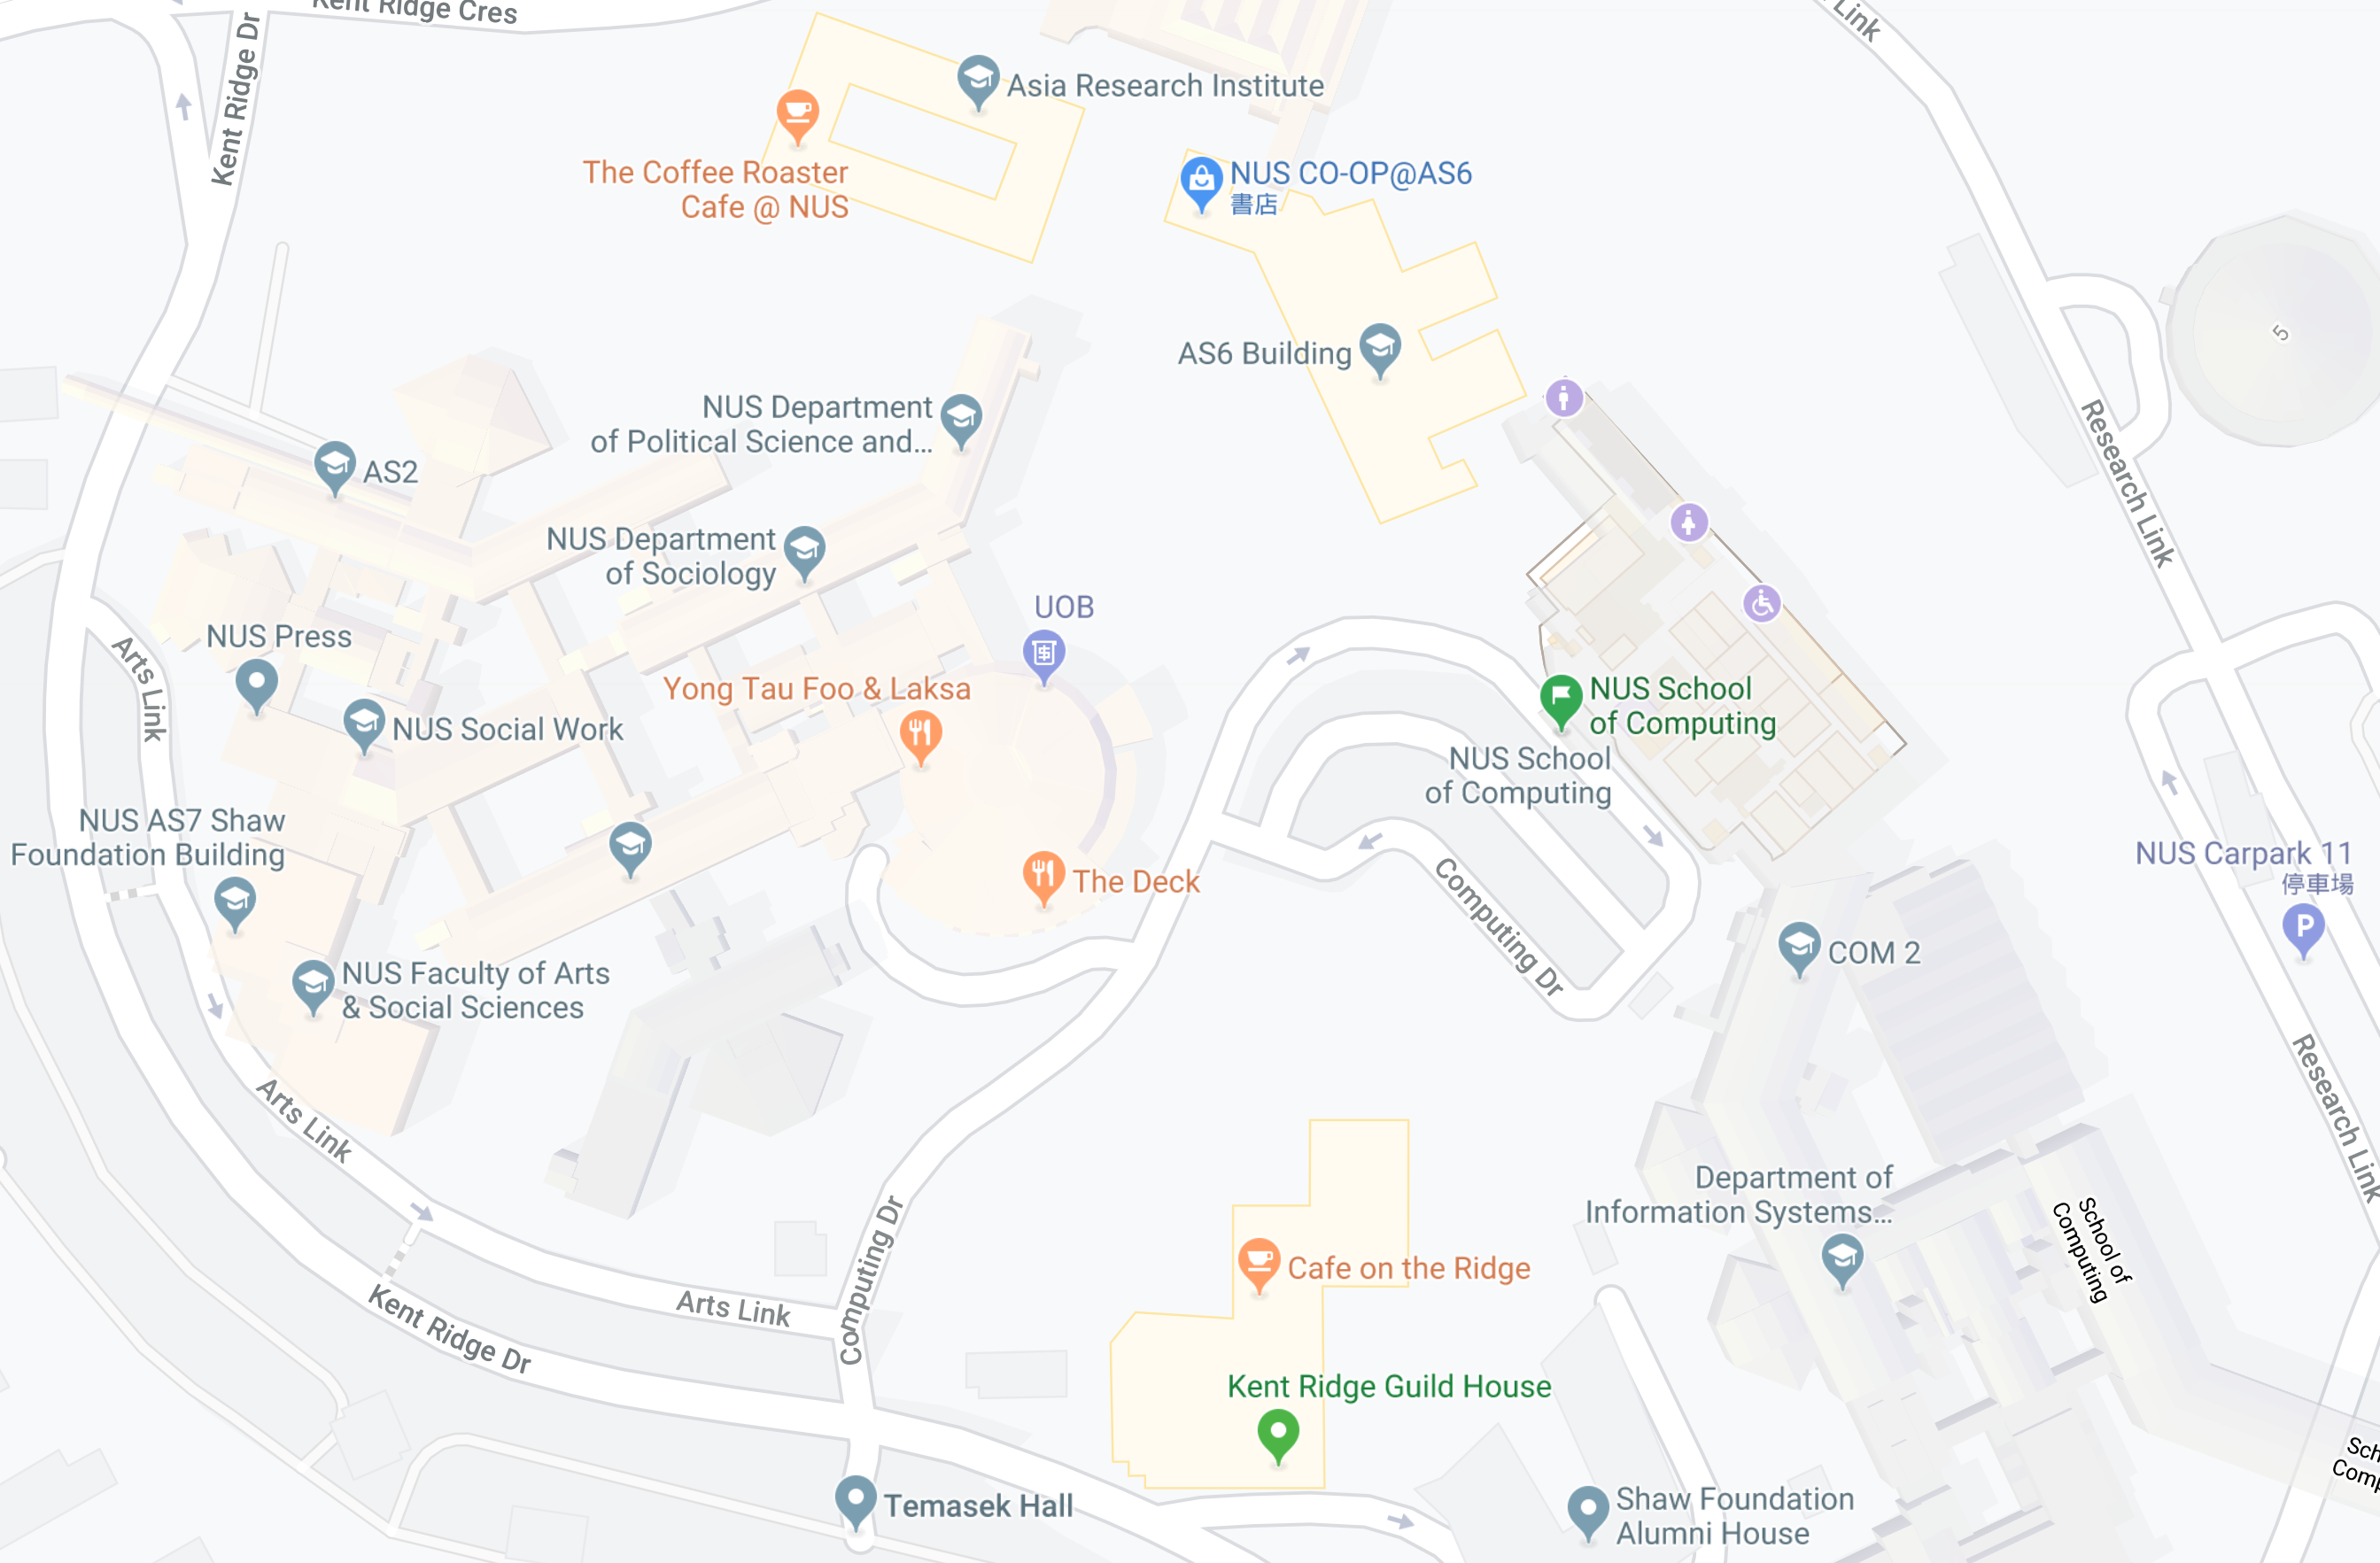 Kent Ridge Cres
Link
Kent Ridge Dr
Asia Research Institute
The Coffee Roaster
Cafe @ NUS
NUS CO-OP@AS6
書店
5
AS6 Building
NUS Department
of Political Science and...
AS2
Research Link
NUS Department
of Sociology
UOB
NUS Press
Arts Link
Yong Tau Foo & Laksa
NUS Social Work
NUS School
of Computing
NUS School
of Computing
NUS AS7 Shaw
Foundation Building
NUS Carpark 11
停車場
P
The Deck
Computing Dr
COM 2
NUS Faculty of Arts
& Social Sciences
Research Link
Arts Link
Department of
Information Systems...
School of
Computing
Computing Dr
Cafe on the Ridge
Arts Link
Kent Ridge Dr
Kent Ridge Guild House
Temasek Hall
Shaw Foundation
Alumni House